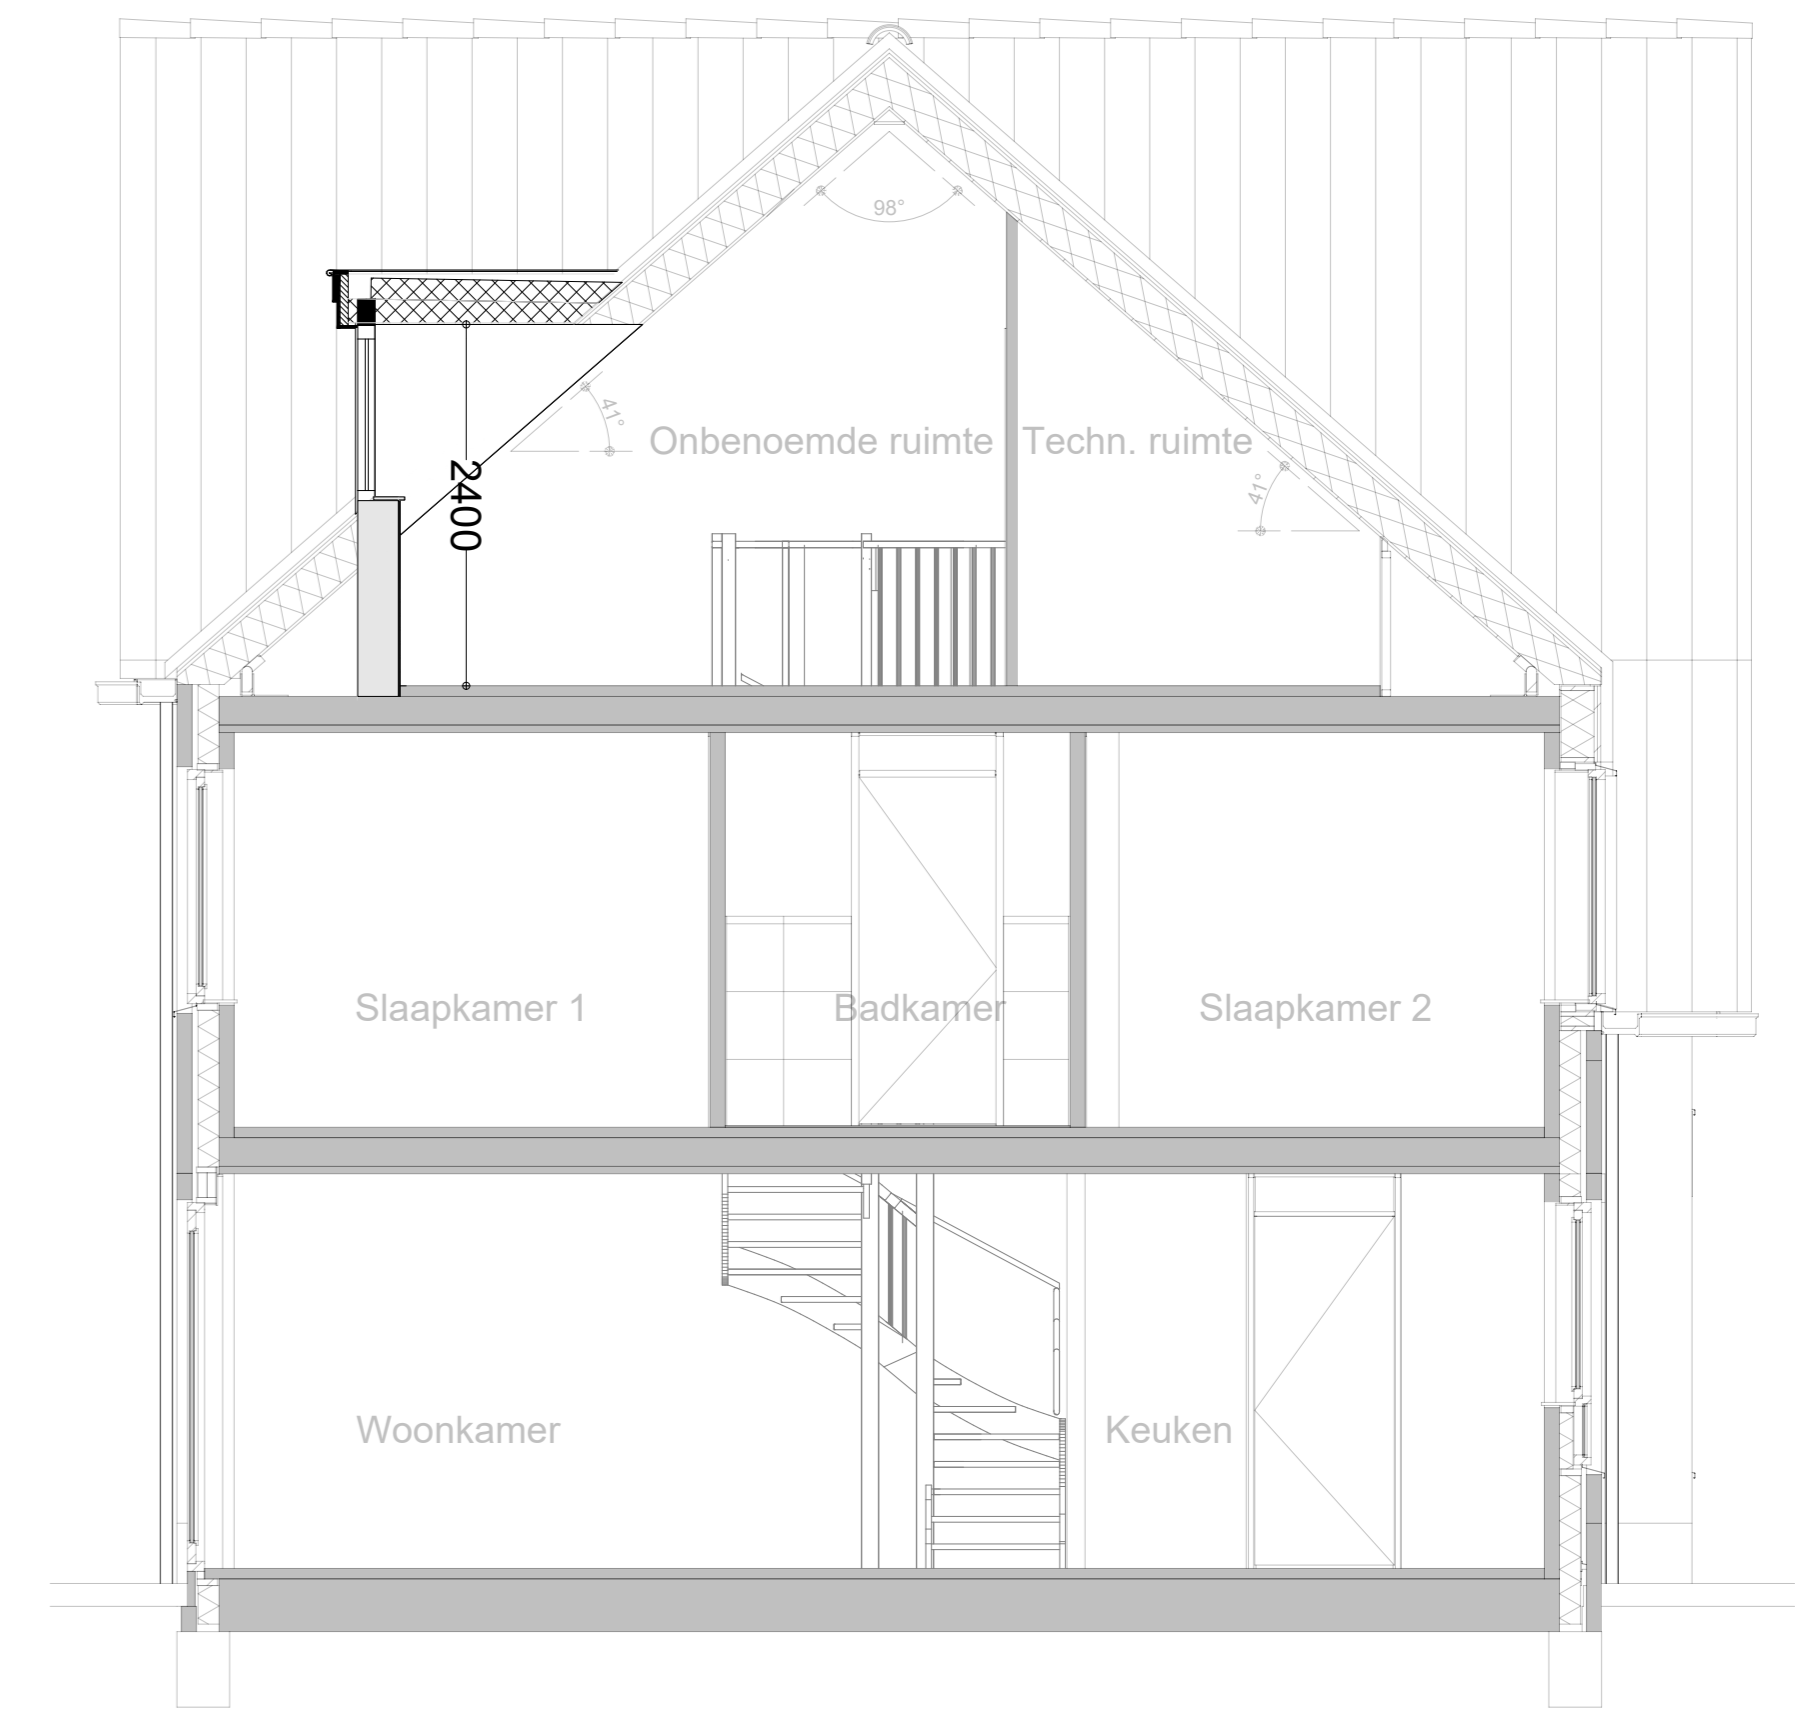 98°
41°
Onbenoemde ruimte
Techn. ruimte
2400
41°
Slaapkamer 1
Badkamer
Slaapkamer 2
Woonkamer
Keuken